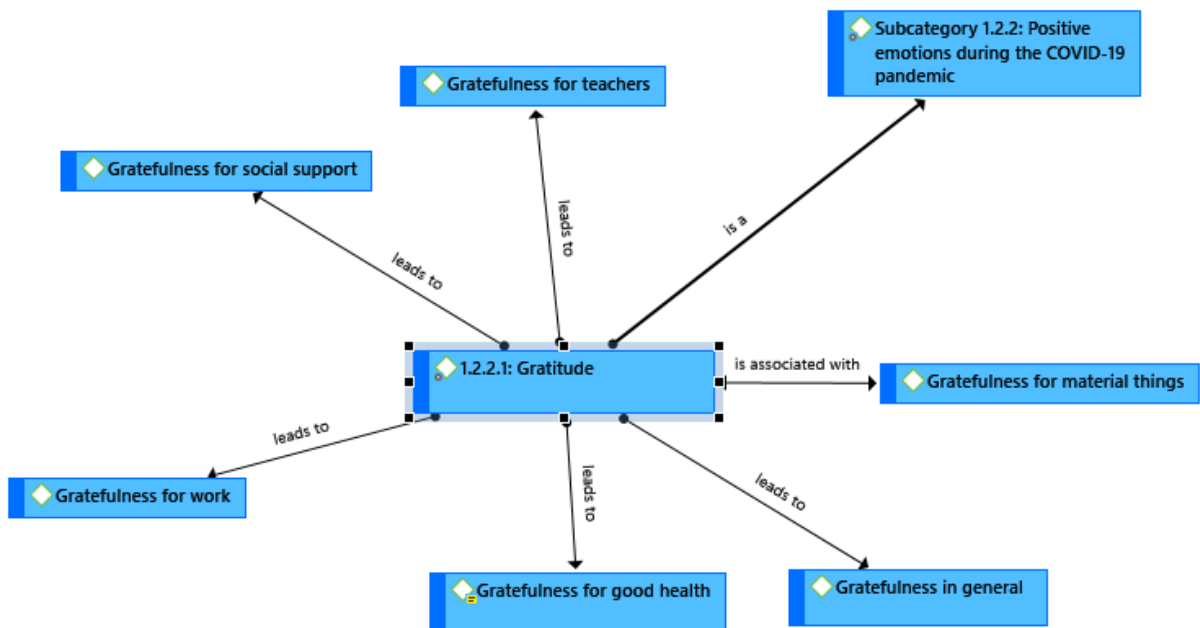 Subcategory 1.2.2: Positive
emotions during the COVID-19
pandemic
Gratefulness for teachers
Gratefulness for social support
leads to
is a
leads to
1.2.2.1: Gratitude
is associated with
Gratefulness for material things
leads to
Gratefulness for work
leads to
leads to
Gratefulness for good health
Gratefulness in general